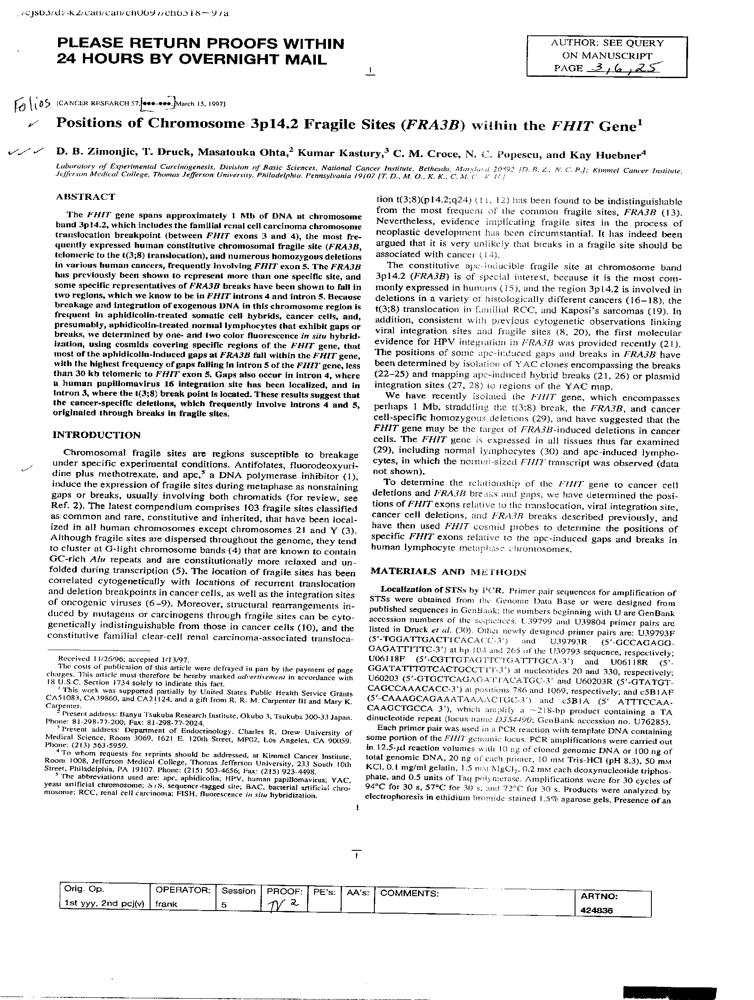 PLEASE RETURN PROOFS WITHIN
24 HOURS BY OVERNIGHT MAIL
AUTHOR: SEE QUERY
ON MANUSCRIPT
PAGE 3,6,25
Folios [CANCER RESEARCH 57, March 15, 1997]
Positions of Chromosome 3p14.2 Fragile Sites (FRA3B) within the FHIT Gene1
D. B. Zimonjic, T. Druck, Masatouka Ohta,2 Kumar Kastury,3 C. M. Croce, N. C. Popescu, and Kay Huebner4
Laboratory of Experimental Carcinogenesis, Division of Basic Sciences, National Cancer Institute, Bethesda, Maryland 20892 [D. B. Z., N. C. P.]; Kimmel Cancer Institute,
Jefferson Medical College, Thomas Jefferson University, Philadelphia, Pennsylvania 19107 [T. D., M. O., K. K., C. M. C.
ABSTRACT
The FHIT gene spans approximately 1 Mb of DNA at chromosome
band 3p14.2, which includes the familial renal cell carcinoma chromosome
translocation breakpoint (between FHIT exons 3 and 4), the most fre-
quently expressed human constitutive chromosomal fragile site (FRA3B,
telomeric to the t(3;8) translocation), and numerous homozygous deletions
in various human cancers, frequently involving FHIT exon 5. The FRA3B
has previously been shown to represent more than one specific site, and
some specific representatives of FRA3B breaks have been shown to fall in
two regions, which we know to be in FHIT introns 4 and intron 5. Because
breakage and integration of exogenous DNA in this chromosome region is
frequent in aphidicolin-treated somatic cell hybrids, cancer cells, and,
presumably, aphidicolin-treated normal lymphocytes that exhibit gaps or
breaks, we determined by one- and two color fluorescence in situ hybrid-
ization, using cosmids covering specific regions of the FHIT gene, that
most of the aphidicolin-induced gaps at FRA3B fall within the FHIT gene,
with the highest frequency of gaps falling in intron 5 of the FHIT gene, less
than 30 kb telomeric to FHIT exon 5. Gaps also occur in intron 4, where
a human papillomavirus 16 integration site has been localized, and in
intron 3, where the t(3;8) break point is located. These results suggest that
the cancer-specific deletions, which frequently involve introns 4 and 5,
originated through breaks in fragile sites.
INTRODUCTION
Chromosomal fragile sites are regions susceptible to breakage
under specific experimental conditions. Antifolates, fluorodeoxyuri-
dine plus methotrexate, and apc,5 a DNA polymerase inhibitor (1),
induce the expression of fragile sites during metaphase as nonstaining
gaps or breaks, usually involving both chromatids (for review, see
Ref. 2). The latest compendium comprises 103 fragile sites classified
as common and rare, constitutive and inherited, that have been local-
ized in all human chromosomes except chromosomes 21 and Y (3).
Although fragile sites are dispersed throughout the genome, they tend
to cluster at G-light chromosome bands (4) that are known to contain
GC-rich Alu repeats and are constitutionally more relaxed and un-
folded during transcription (5). The location of fragile sites has been
correlated cytogenetically with locations of recurrent translocation
and deletion breakpoints in cancer cells, as well as the integration sites
of oncogenic viruses (6–9). Moreover, structural rearrangements in-
duced by mutagens or carcinogens through fragile sites can be cyto-
genetically indistinguishable from those in cancer cells (10), and the
constitutive familial clear-cell renal carcinoma-associated transloca-
Received 11/26/96; accepted 1/13/97.
The costs of publication of this article were defrayed in part by the payment of page
charges. This article must therefore be hereby marked advertisement in accordance with
18 U.S.C. Section 1734 solely to indicate this fact.
1 This work was supported partially by United States Public Health Service Grants
CA51083, CA39860, and CA21124, and a gift from R. R. M. Carpenter III and Mary K.
Carpenter.
2 Present address: Banyu Tsukuba Research Institute, Okubo 3, Tsukuba 300-33 Japan.
Phone: 81-298-77-200; Fax: 81-298-77-2024.
3 Present address: Department of Endocrinology, Charles R. Drew University of
Medical Science, Room 3069, 1621 E. 120th Street, MP02, Los Angeles, CA 90059.
Phone: (213) 563-5959.
4 To whom requests for reprints should be addressed, at Kimmel Cancer Institute,
Room 1008, Jefferson Medical College, Thomas Jefferson University, 233 South 10th
Street, Philadelphia, PA 19107. Phone: (215) 503-4656; Fax: (215) 923-4498.
5 The abbreviations used are: apc, aphidicolin; HPV, human papillomavirus; YAC,
yeast artificial chromosome; STS, sequence-tagged site; BAC, bacterial artificial chro-
mosome; RCC, renal cell carcinoma; FISH, fluorescence in situ hybridization.
tion t(3;8)(p14.2;q24) (11, 12) has been found to be indistinguishable
from the most frequent of the common fragile sites, FRA3B (13).
Nevertheless, evidence implicating fragile sites in the process of
neoplastic development has been circumstantial. It has indeed been
argued that it is very unlikely that breaks in a fragile site should be
associated with cancer (14).
The constitutive apc-inducible fragile site at chromosome band
3p14.2 (FRA3B) is of special interest, because it is the most com-
monly expressed in humans (15), and the region 3p14.2 is involved in
deletions in a variety of histologically different cancers (16–18), the
t(3;8) translocation in familial RCC, and Kaposi's sarcomas (19). In
addition, consistent with previous cytogenetic observations linking
viral integration sites and fragile sites (8, 20), the first molecular
evidence for HPV integration in FRA3B was provided recently (21).
The positions of some apc-induced gaps and breaks in FRA3B have
been determined by isolation of YAC clones encompassing the breaks
(22–25) and mapping apc-induced hybrid breaks (21, 26) or plasmid
integration sites (27, 28) to regions of the YAC map.
We have recently isolated the FHIT gene, which encompasses
perhaps 1 Mb, straddling the t(3;8) break, the FRA3B, and cancer
cell-specific homozygous deletions (29), and have suggested that the
FHIT gene may be the target of FRA3B-induced deletions in cancer
cells. The FHIT gene is expressed in all tissues thus far examined
(29), including normal lymphocytes (30) and apc-induced lympho-
cytes, in which the normal-sized FHIT transcript was observed (data
not shown).
To determine the relationship of the FHIT gene to cancer cell
deletions and FRA3B breaks and gaps, we have determined the posi-
tions of FHIT exons relative to the translocation, viral integration site,
cancer cell deletions, and FRA3B breaks described previously, and
have then used FHIT cosmid probes to determine the positions of
specific FHIT exons relative to the apc-induced gaps and breaks in
human lymphocyte metaphase chromosomes.
MATERIALS AND METHODS
Localization of STSs by PCR. Primer pair sequences for amplification of
STSs were obtained from the Genome Data Base or were designed from
published sequences in GenBank; the numbers beginning with U are GenBank
accession numbers of the sequences. U39799 and U39804 primer pairs are
listed in Druck et al. (30). Other newly designed primer pairs are: U39793F
(5'-TGGATTGACTTCACACC-3') and U39793R (5'-GCCAGAGG-
GAGATTTTTC-3') at bp 104 and 265 of the U39793 sequence, respectively;
U06118F (5'-CGTTGTAGTTCTGATTTGCA-3') and U06118R (5'-
GGATATTTGTCACTGCCTTT-3') at nucleotides 20 and 330, respectively;
U60203 (5'-GTGCTCAGAGATTACATGC-3' and U60203R (5'-GTATGT-
CAGCCAAACACC-3') at positions 786 and 1069, respectively; and c5B1AF
(5'-CAAAGCAGAATAAAACTGC-3') and c5B1A (5' ATTTCCAA-
CAAGCTGCCA 3'), which amplify a ~218-bp product containing a TA
dinucleotide repeat (locus name D3S4490; GenBank accession no. U76285).
Each primer pair was used in a PCR reaction with template DNA containing
some portion of the FHIT genomic locus. PCR amplifications were carried out
in 12.5-μl reaction volumes with 10 ng of cloned genomic DNA or 100 ng of
total genomic DNA, 20 ng of each primer, 10 mM Tris-HCl (pH 8.3), 50 mM
KCl, 0.1 mg/ml gelatin, 1.5 mM MgCl2, 0.2 mM each deoxynucleotide triphos-
phate, and 0.5 units of Taq polymerase. Amplifications were for 30 cycles of
94°C for 30 s, 57°C for 30 s, and 72°C for 30 s. Products were analyzed by
electrophoresis in ethidium bromide stained 1.5% agarose gels. Presence of an
Orig. Op. OPERATOR: Session PROOF: PE's: AA's: COMMENTS: ARTNO:
1st yyy, 2nd pcj(v) frank 5 2 424836